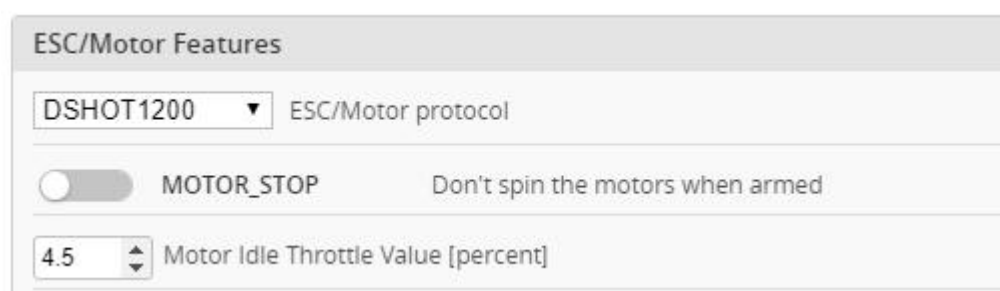 ESC/Motor Features
DSHOT1200 ESC/Motor protocol
MOTOR_STOP Don't spin the motors when armed
4.5 Motor Idle Throttle Value [percent]